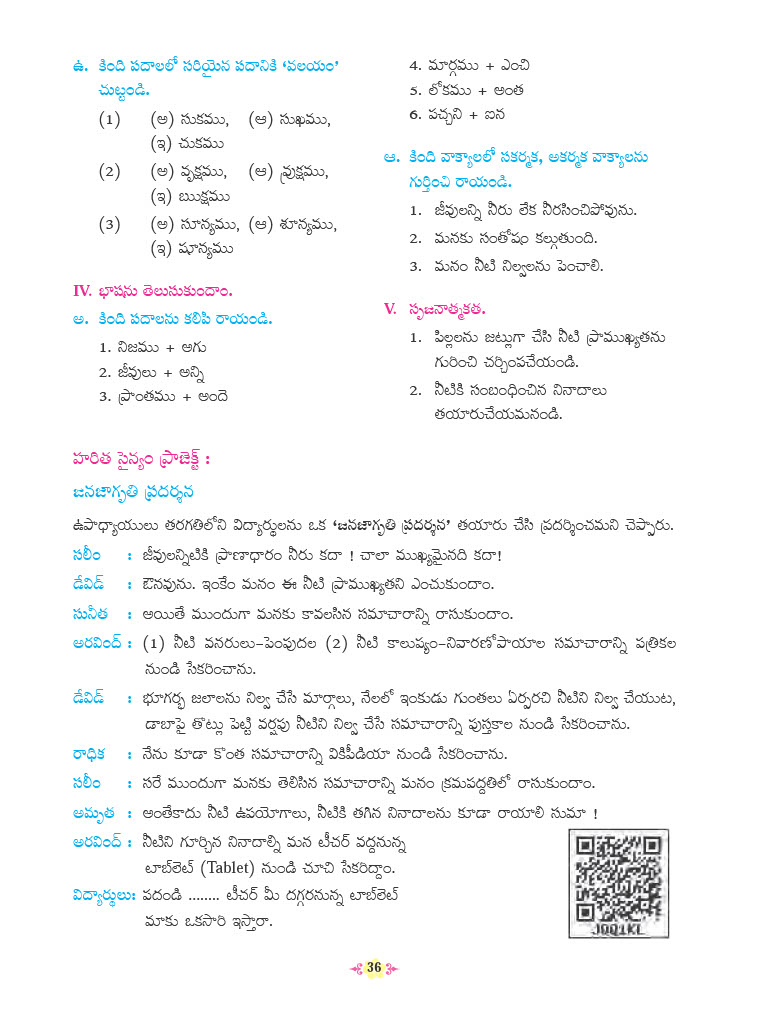 ఉ. కింది పదాలలో సరియైన పదానికి ‘వలయం’
చుట్టండి.
(1) (అ) సుకము, (ఆ) సుఖము,
(ఇ) చుకము
(2) (అ) వృక్షము, (ఆ) వ్రుక్షము,
(ఇ) ఋక్షము
(3) (అ) సూన్యము, (ఆ) శూన్యము,
(ఇ) షూన్యము
IV. భాషను తెలుసుకుందాం.
అ. కింది పదాలను కలిపి రాయండి.
1. నిజము + అగు
2. జీవులు + అన్ని
3. ప్రాంతము + అందె
4. మార్గము + ఎంచి
5. లోకము + అంత
6. పచ్చని + ఐన
ఆ. కింది వాక్యాలలో సకర్మక, అకర్మక వాక్యాలను
గుర్తించి రాయండి.
1. జీవులన్ని నీరు లేక నీరసించిపోవును.
2. మనకు సంతోషం కల్గుతుంది.
3. మనం నీటి నిల్వలను పెంచాలి.
V. సృజనాత్మకత.
1. పిల్లలను జట్లుగా చేసి నీటి ప్రాముఖ్యతను
గురించి చర్చింపచేయండి.
2. నీటికి సంబంధించిన నినాదాలు
తయారుచేయమనండి.
హరిత సైన్యం ప్రాజెక్ట్ :
జనజాగృతి ప్రదర్శన
ఉపాధ్యాయులు తరగతిలోని విద్యార్థులను ఒక ‘జనజాగృతి ప్రదర్శన’ తయారు చేసి ప్రదర్శించమని చెప్పారు.
సలీం : జీవులన్నిటికి ప్రాణాధారం నీరు కదా ! చాలా ముఖ్యమైనది కదా!
డేవిడ్ : ఔనవును. ఇంకేం మనం ఈ నీటి ప్రాముఖ్యతని ఎంచుకుందాం.
సునీత : అయితే ముందుగా మనకు కావలసిన సమాచారాన్ని రాసుకుందాం.
అరవింద్ : (1) నీటి వనరులు-పెంపుదల (2) నీటి కాలుష్యం-నివారణోపాయాల సమాచారాన్ని పత్రికల
నుండి సేకరించాను.
డేవిడ్ : భూగర్భ జలాలను నిల్వ చేసే మార్గాలు, నేలలో ఇంకుడు గుంతలు ఏర్పరచి నీటిని నిల్వ చేయుట,
డాబాపై తొట్లు పెట్టి వర్షపు నీటిని నిల్వ చేసే సమాచారాన్ని పుస్తకాల నుండి సేకరించాను.
రాధిక : నేను కూడా కొంత సమాచారాన్ని వికిపీడియా నుండి సేకరించాను.
సలీం : సరే ముందుగా మనకు తెలిసిన సమాచారాన్ని మనం క్రమపద్దతిలో రాసుకుందాం.
అమృత : అంతేకాదు నీటి ఉపయోగాలు, నీటికి తగిన నినాదాలను కూడా రాయాలి సుమా !
అరవింద్ : నీటిని గూర్చిన నినాదాల్ని మన టీచర్ వద్దనున్న
టాబ్‌లెట్ (Tablet) నుండి చూచి సేకరిద్దాం.
విద్యార్థులు: పదండి ........ టీచర్ మీ దగ్గరనున్న టాబ్‌లెట్
మాకు ఒకసారి ఇస్తారా.
J0Q1KL
36